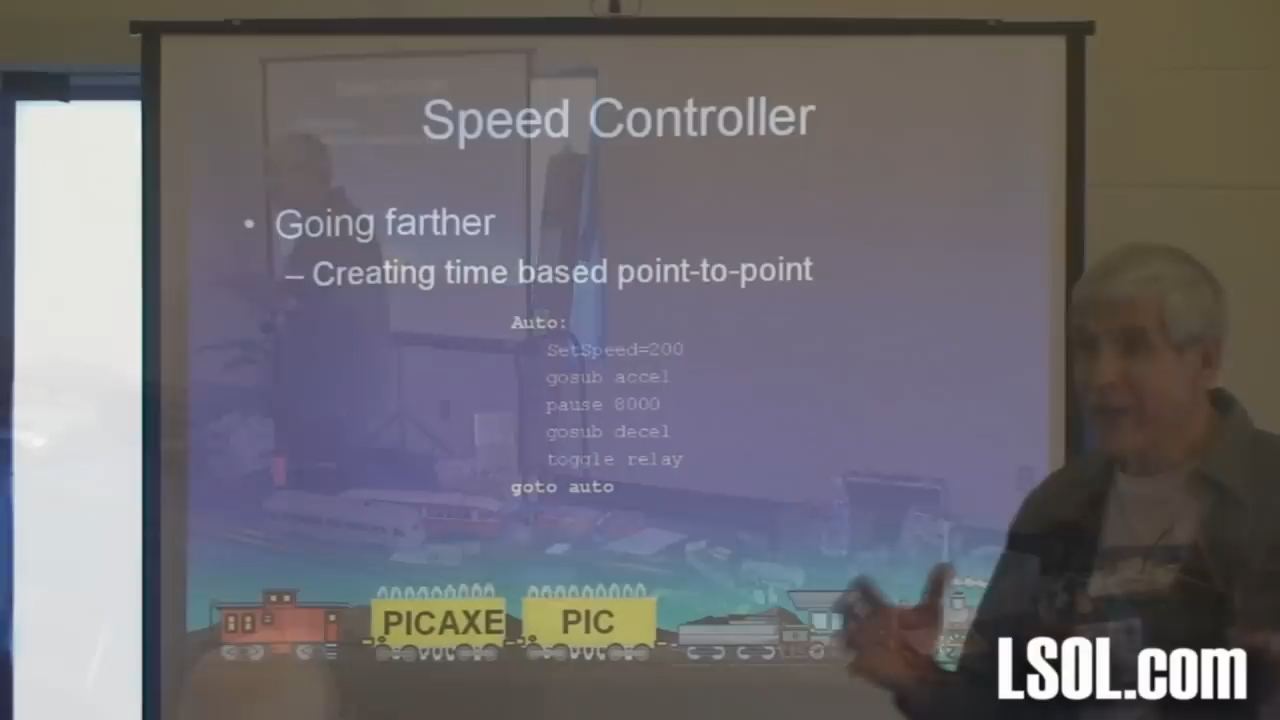 Speed Controller
• Going farther
– Creating time based point-to-point
Auto:
SetSpeed=200
gosub accel
pause 8000
gosub decel
toggle relay
goto auto
PICAXE PIC
LSOL.com